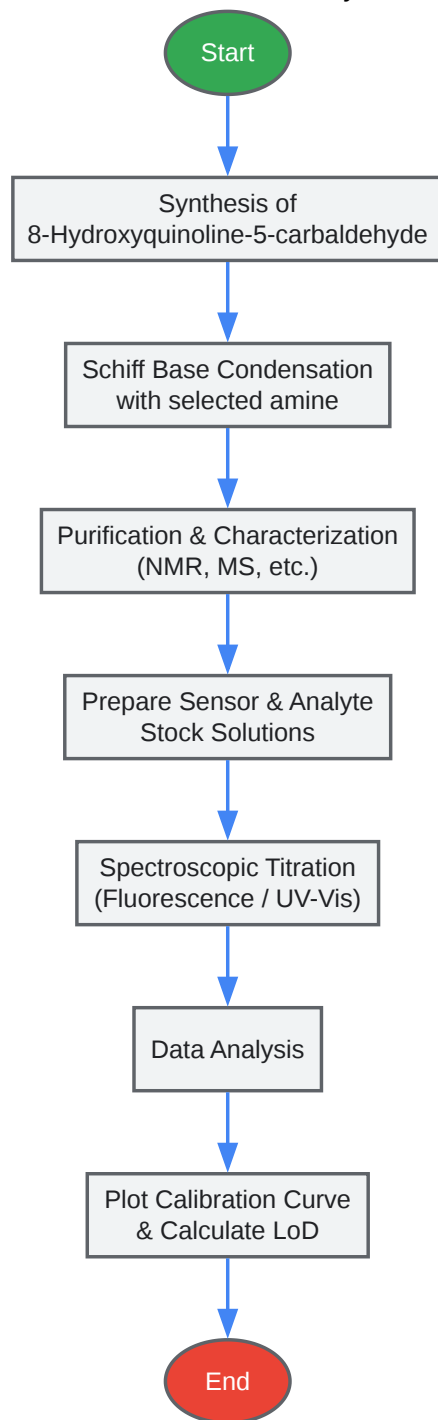 Start
Synthesis of
8-Hydroxyquinoline-5-carbaldehyde
Schiff Base Condensation
with selected amine
Purification & Characterization
(NMR, MS, etc.)
Prepare Sensor & Analyte
Stock Solutions
Spectroscopic Titration
(Fluorescence / UV-Vis)
Data Analysis
Plot Calibration Curve
& Calculate LoD
End